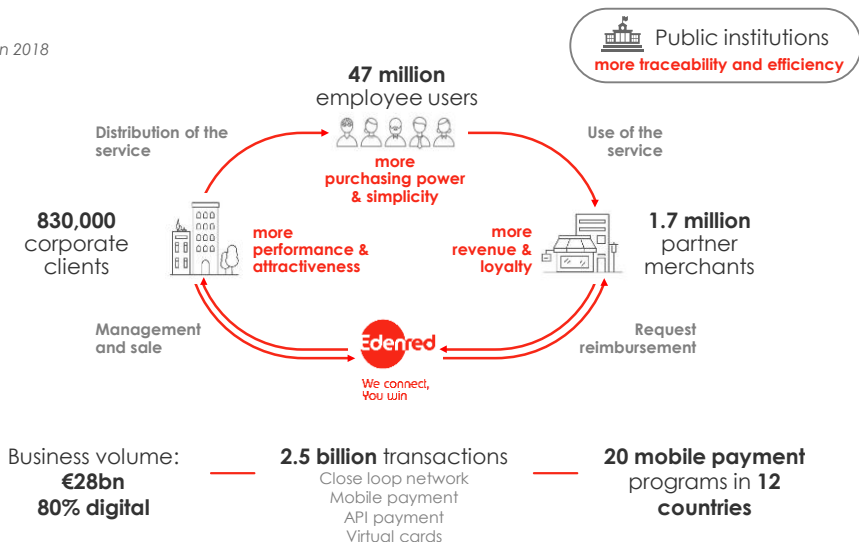 n 2018
Public institutions
more traceability and efficiency
47 million
employee users
Distribution of the
service
Use of the
service
more
purchasing power
& simplicity
830,000
corporate
clients
more
performance &
attractiveness
more
revenue &
loyalty
1.7 million
partner
merchants
Management
and sale
Edenred
Request
reimbursement
We connect,
You win
Business volume:
€28bn
80% digital
2.5 billion transactions
Close loop network
Mobile payment
API payment
Virtual cards
20 mobile payment
programs in 12
countries